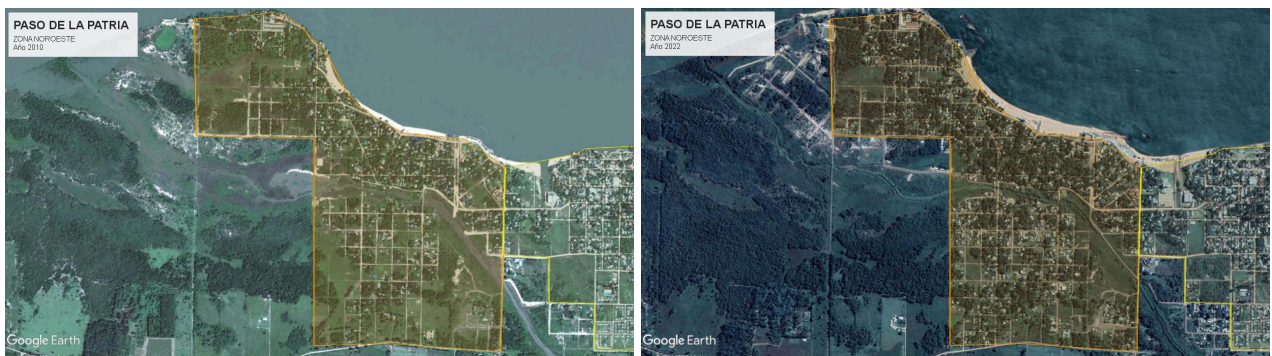 PASO DE LA PATRIA
ZONA NOROESTE
Año 2010
Google Earth
PASO DE LA PATRIA
ZONA NOROESTE
Año 2022
Google Earth